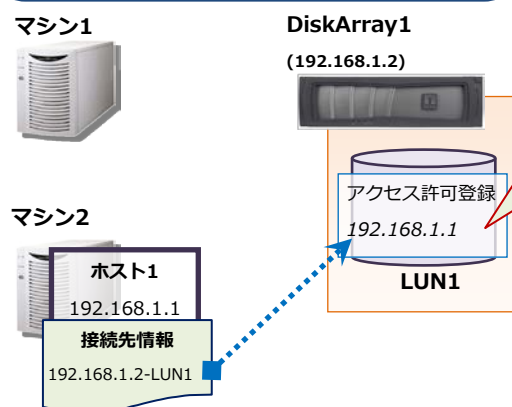 マシン1
DiskArray1
(192.168.1.2)
アクセス許可登録
192.168.1.1
LUN1
マシン2
ホスト1
192.168.1.1
接続先情報
192.168.1.2-LUN1